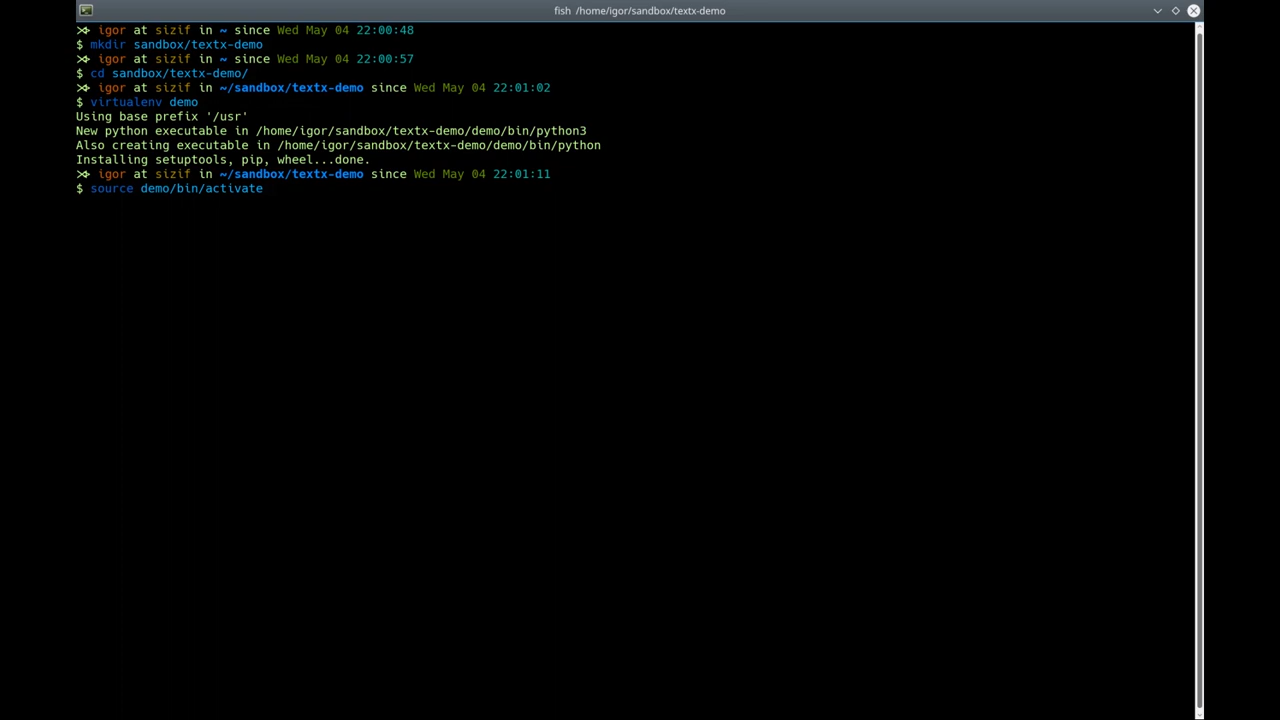 fish /home/igor/sandbox/textx-demo
igor at sizif in ~ since Wed May 04 22:00:48
$ mkdir sandbox/textx-demo
igor at sizif in ~ since Wed May 04 22:00:57
$ cd sandbox/textx-demo/
igor at sizif in ~/sandbox/textx-demo since Wed May 04 22:01:02
$ virtualenv demo
Using base prefix '/usr'
New python executable in /home/igor/sandbox/textx-demo/demo/bin/python3
Also creating executable in /home/igor/sandbox/textx-demo/demo/bin/python
Installing setuptools, pip, wheel...done.
igor at sizif in ~/sandbox/textx-demo since Wed May 04 22:01:11
$ source demo/bin/activate